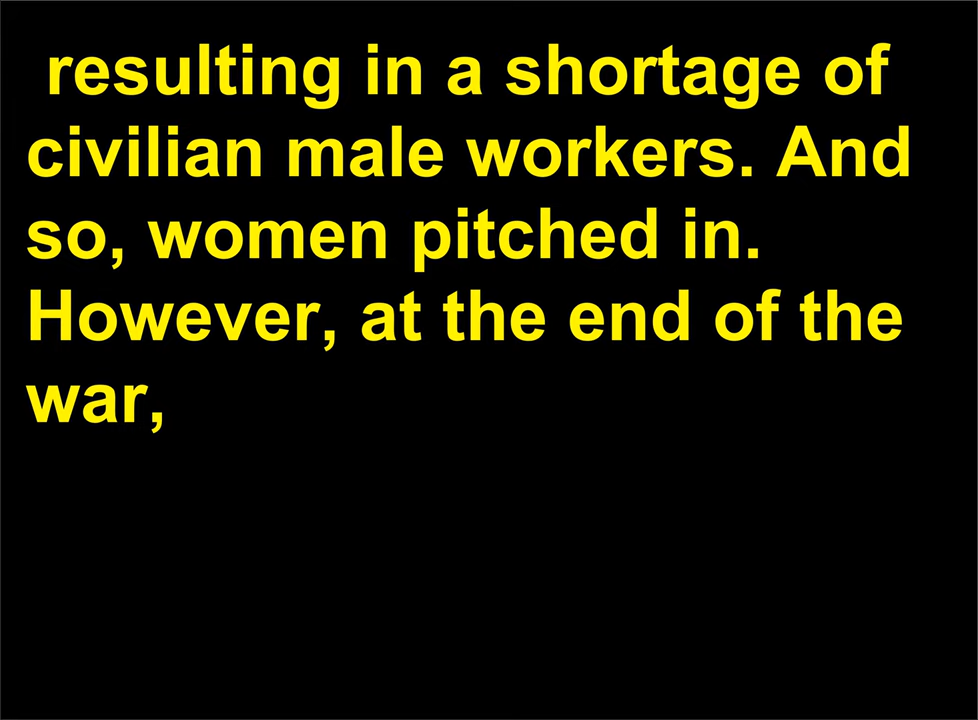 resulting in a shortage of
civilian male workers. And
so, women pitched in.
However, at the end of the
war,